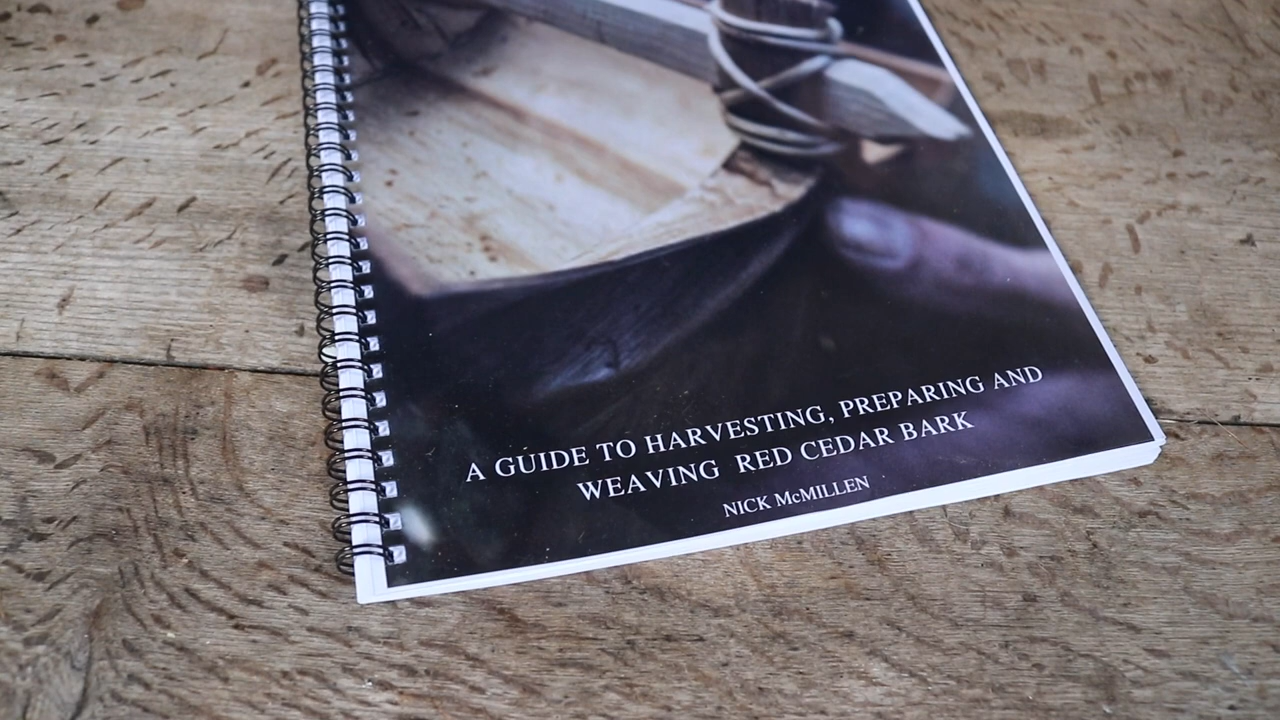 A GUIDE TO HARVESTING, PREPARING AND
WEAVING RED CEDAR BARK
NICK McMILLEN